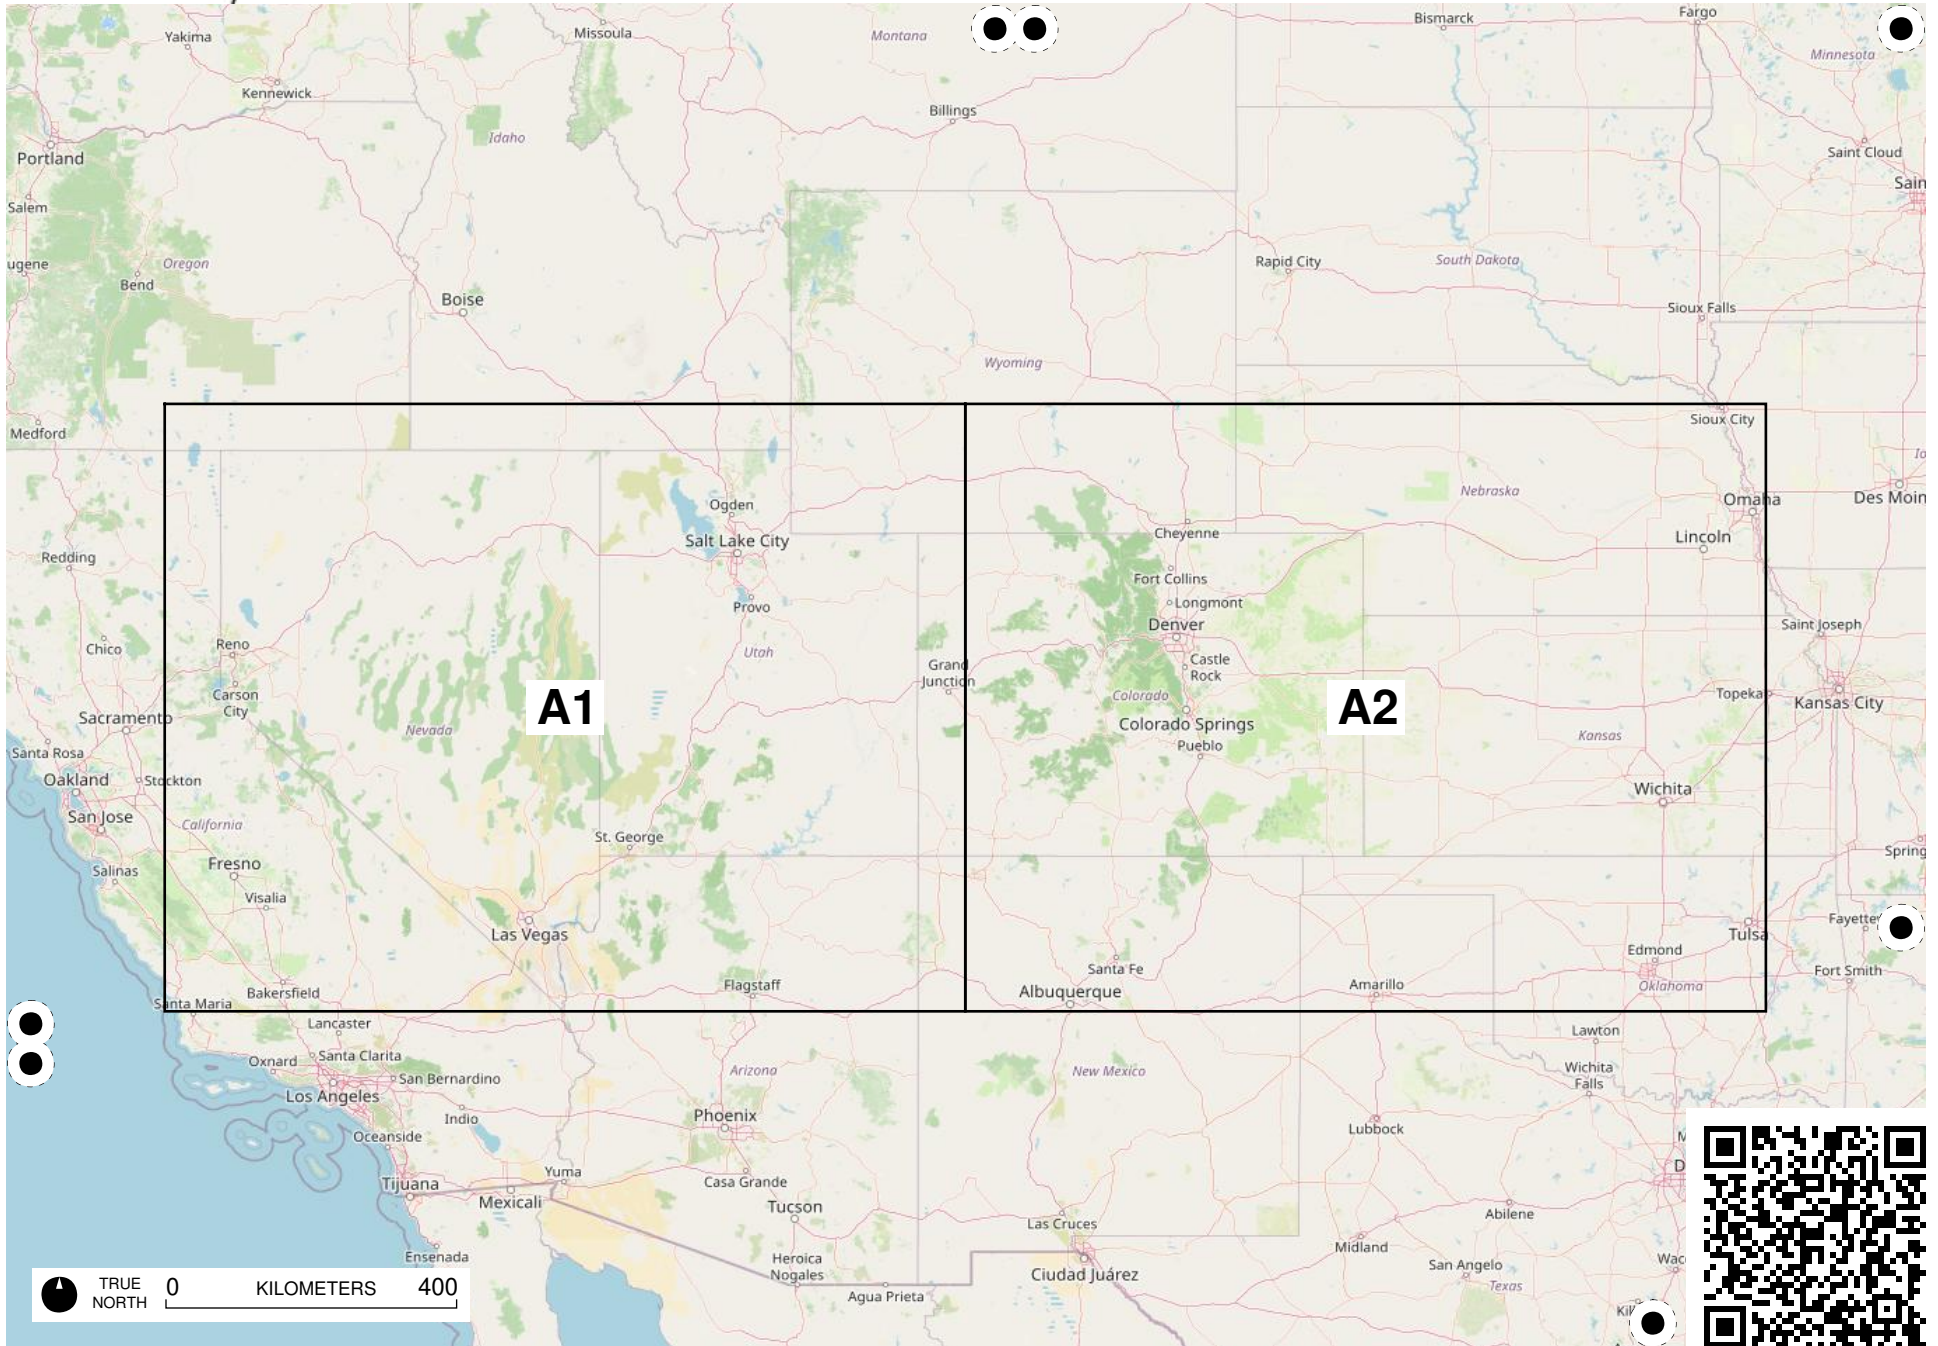 Yakima
Missoula
Montana
Bismarck
Fargo
Minnesota
Kennewick
Idaho
Billings
Portland
Saint Cloud
Salem
Oregon
Bend
Boise
Rapid City
South Dakota
Sioux Falls
Wyoming
Medford
Sioux City
Ogden
Nebraska
Omaha
Salt Lake City
Cheyenne
Lincoln
Redding
Fort Collins
Provo
Longmont
Chico
Reno
Utah
Denver
Saint Joseph
Grand
Junction
Castle
Rock
Carson
City
A1
Colorado
A2
Topeka
Kansas City
Sacramento
Nevada
Colorado Springs
Kansas
Santa Rosa
Pueblo
Oakland
Stockton
Wichita
San Jose
California
St. George
Fresno
Salinas
Visalia
Las Vegas
Tulsa
Edmond
Santa Fe
Fort Smith
Flagstaff
Amarillo
Oklahoma
Bakersfield
Albuquerque
Santa Maria
Lancaster
Lawton
Oxnard
Santa Clarita
San Bernardino
Arizona
New Mexico
Wichita
Falls
Los Angeles
Indio
Phoenix
Lubbock
Oceanside
Yuma
Casa Grande
Tijuana
Mexicali
Tucson
Abilene
Las Cruces
Midland
Ensenada
Heroica
Nogales
San Angelo
Ciudad Juárez
Texas
Agua Prieta
TRUE
NORTH
0 KILOMETERS 400